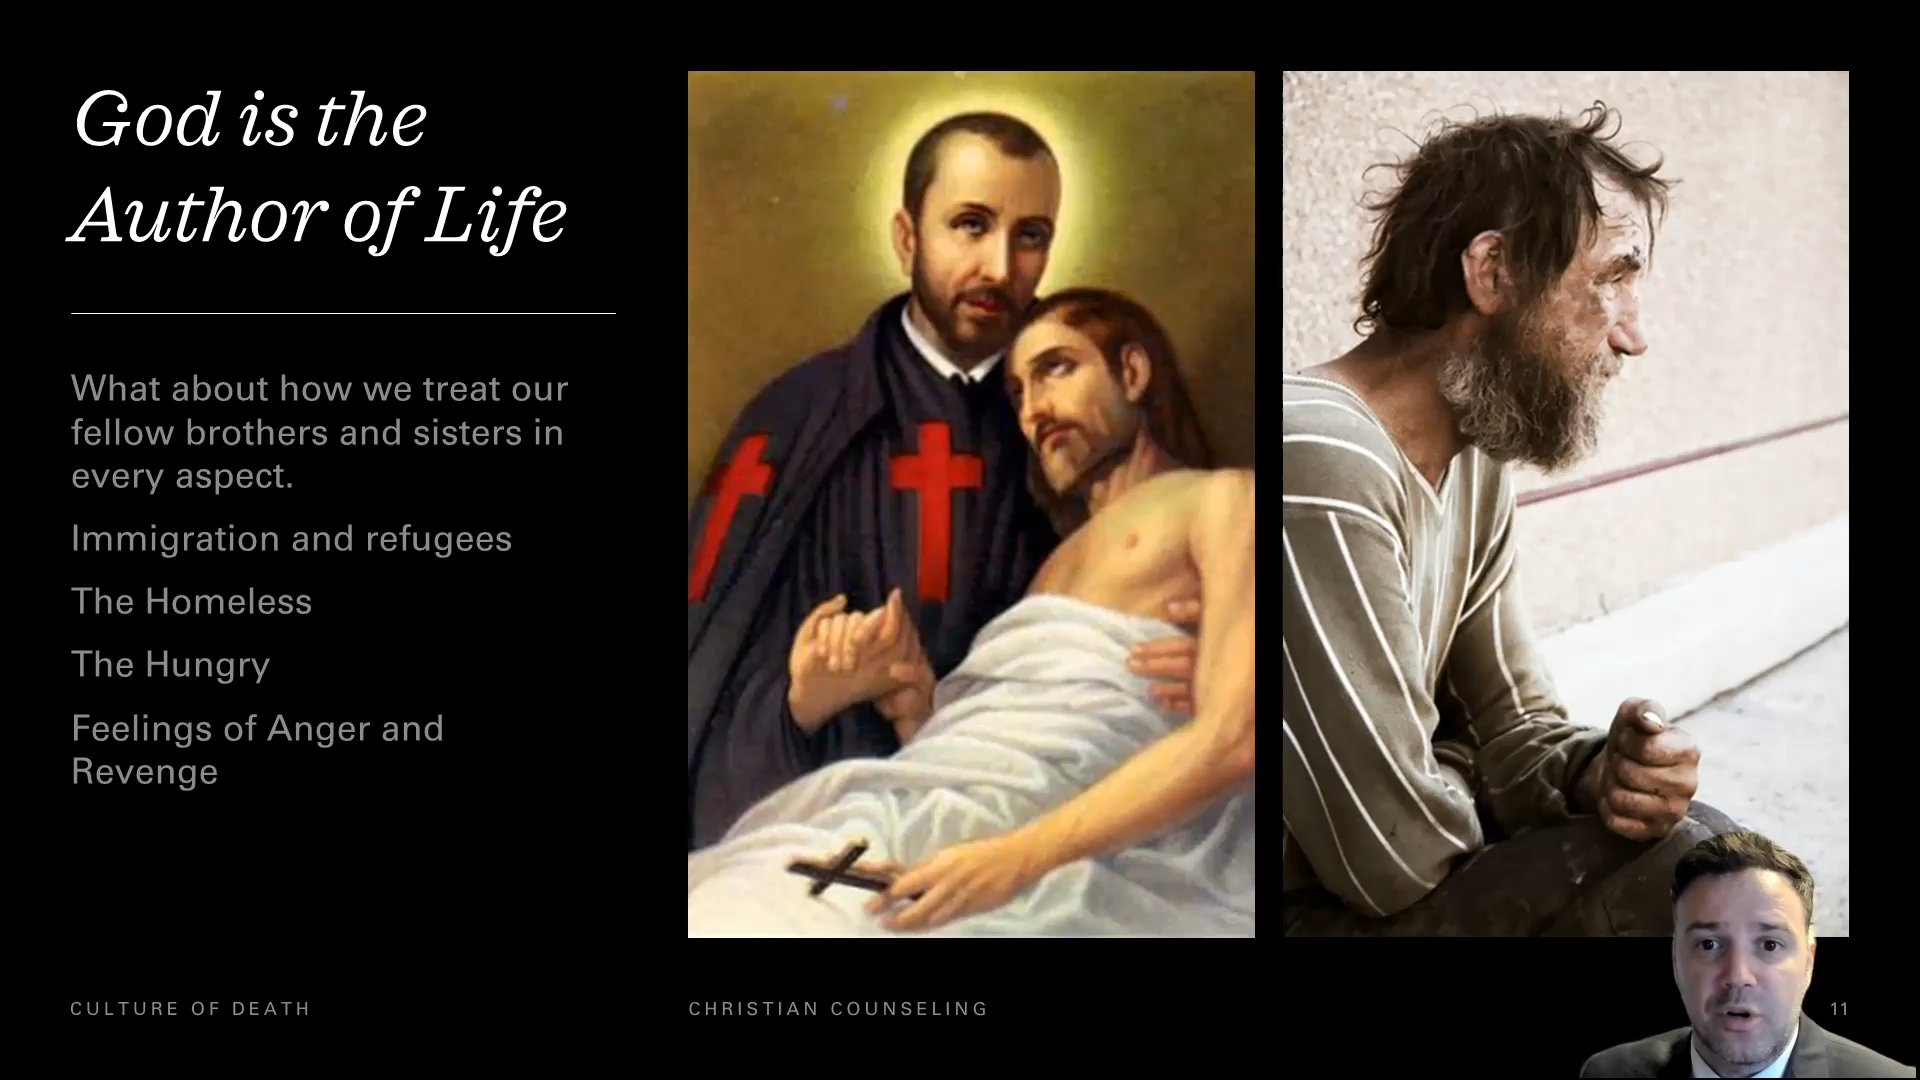 God is the
Author of Life
What about how we treat our
fellow brothers and sisters in
every aspect.
Immigration and refugees
The Homeless
The Hungry
Feelings of Anger and
Revenge
CULTURE OF DEATH
CHRISTIAN COUNSELING
11